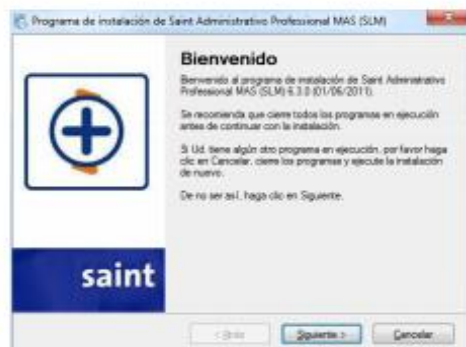 Programa de instalación de Saint Administrativo Professional MAS (SLM)
Bienvenido
Bienvenido al programa de instalación de Saint Administrativo
Professional MAS (SLM) 6.3.0 (01/06/2011).
Se recomienda que cierre todos los programas en ejecución
antes de continuar con la instalación.
Si Ud. tiene algún otro programa en ejecución, por favor haga
clic en Cancelar, cierre los programas y ejecute la instalación
de nuevo.
De no ser así, haga clic en Siguiente.
saint
< Atrás
Siguiente >
Cancelar